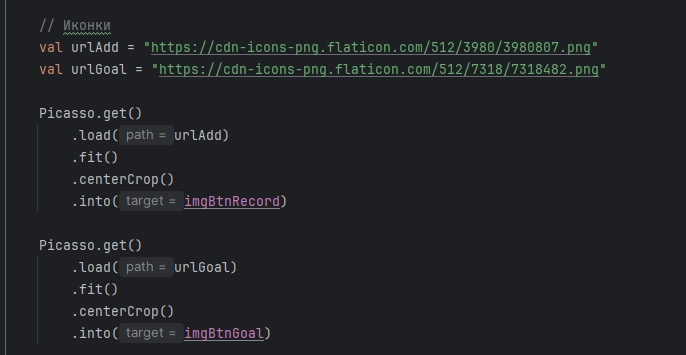 // Иконки
val urlAdd = "https://cdn-icons-png.flaticon.com/512/3980/3980807.png"
val urlGoal = "https://cdn-icons-png.flaticon.com/512/7318/7318482.png"
Picasso.get()
.load( path = urlAdd)
.fit()
.centerCrop()
.into( target = imgBtnRecord)
Picasso.get()
.load( path = urlGoal)
.fit()
.centerCrop()
.into( target = imgBtnGoal)